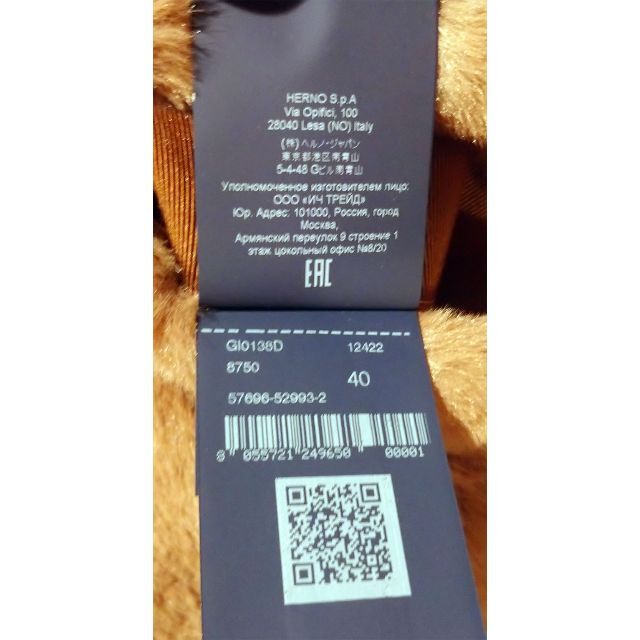 HERNO S.p.A
Via Opifici, 100
28040 Lesa (NO) Italy
(株) ヘルノ・ジャパン
東京都港区南青山
5-4-48 Gビル南青山
Уполномоченное изготовителем лицо:
ООО «ИЧ ТРЕЙД»
Юр. Адрес: 101000, Россия, город
Москва,
Армянский переулок 9 строение 1
этаж цокольный офис №8/20
EAC
GI0138D 12422
8750 40
57696-52993-2
8 055721 249650 00001